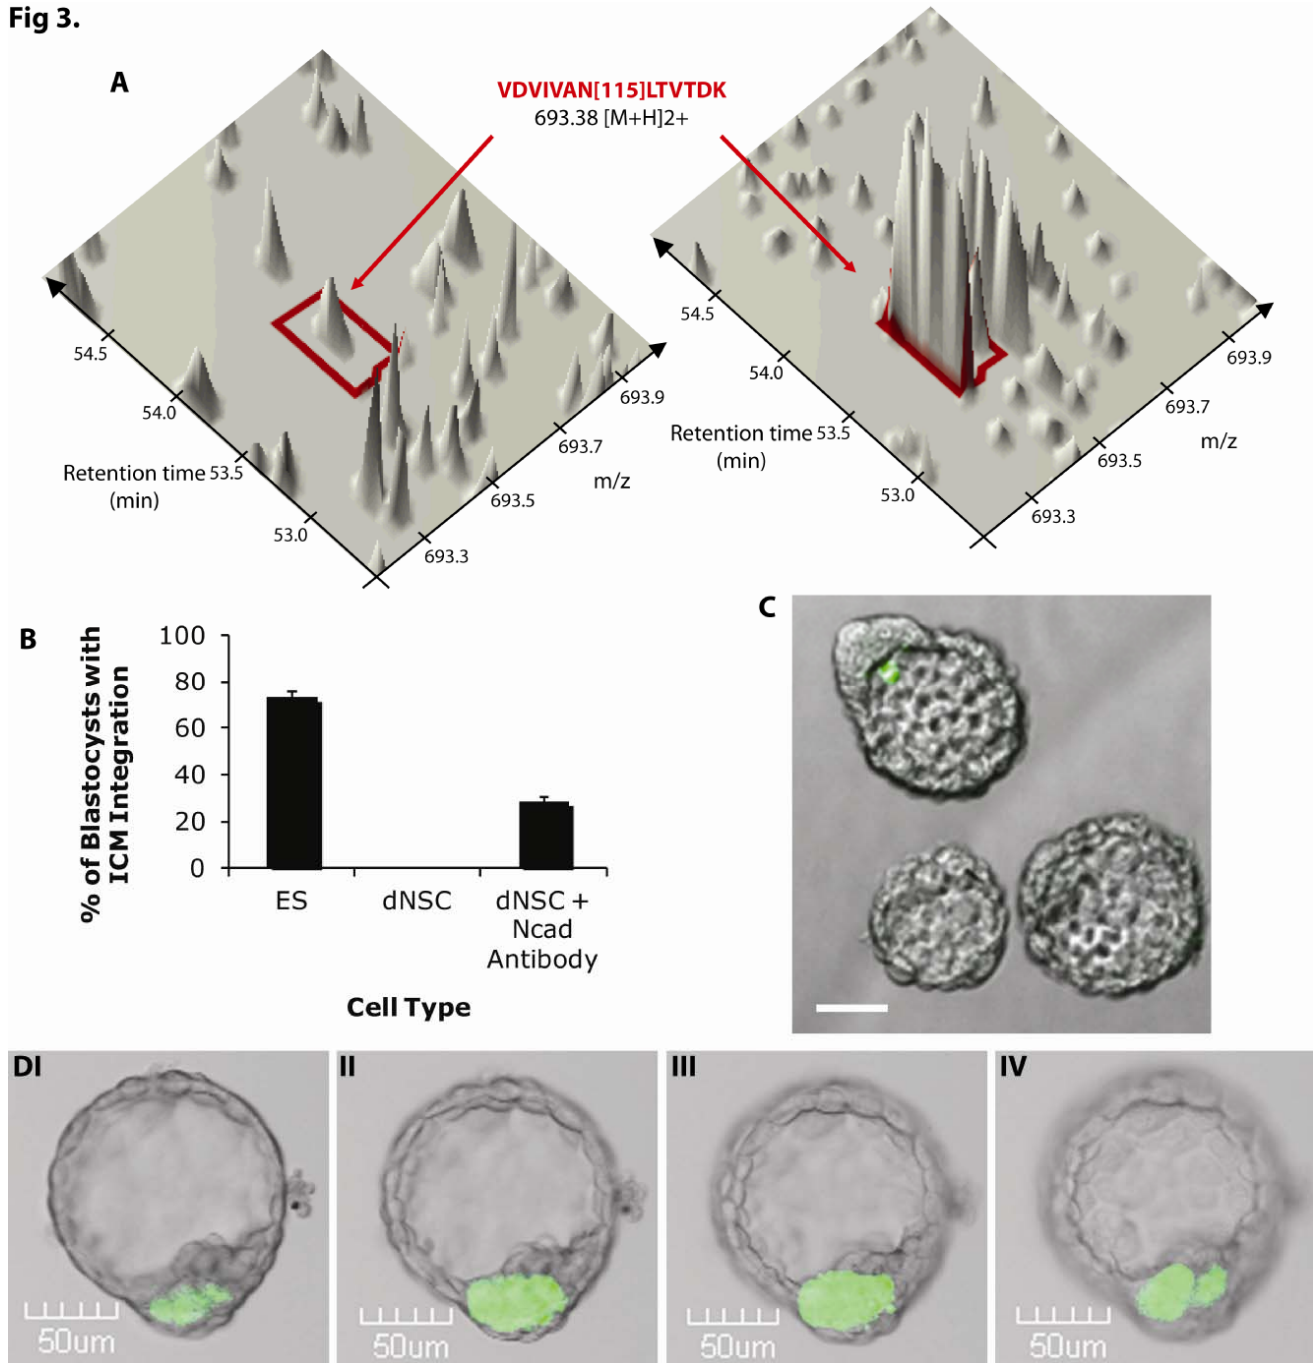 Fig 3.
A
VDVIVAN[115]LTVTDK
693.38 [M+H]2+
54.5
54.0
Retention time 53.5
(min)
53.0
693.3
693.5
693.7
693.9
m/z
54.5
54.0
Retention time 53.5
(min)
53.0
693.3
693.5
693.7
693.9
m/z
B
% of Blastocysts with
ICM Integration
100
80
60
40
20
0
ES
dNSC
dNSC +
Ncad
Antibody
Cell Type
C
DI
50um
II
50um
III
50um
IV
50um